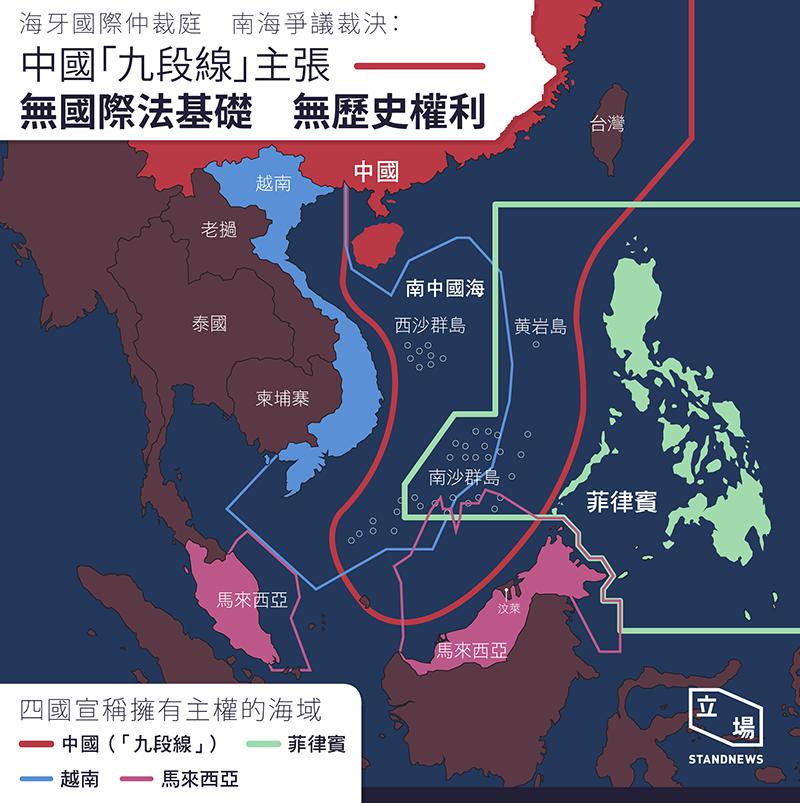 海牙國際仲裁庭　南海爭議裁決：
中國「九段線」主張
無國際法基礎　無歷史權利
台灣
中國
越南
老撾
南中國海
泰國
西沙群島
黄岩島
柬埔寨
南沙群島
菲律賓
馬來西亞
汶萊
馬來西亞
四國宣稱擁有主權的海域
中國（「九段線」）
菲律賓
越南
馬來西亞
立場
STANDNEWS